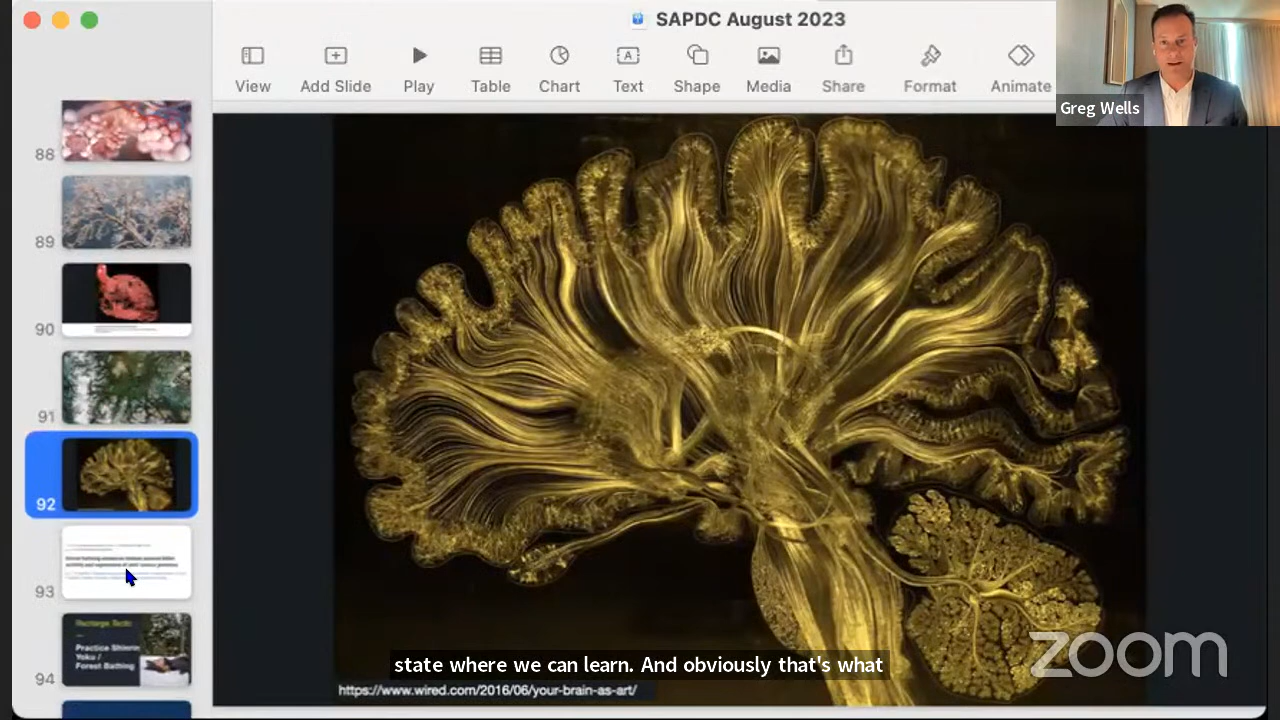 SAPDC August 2023
View
Add Slide
Play
Table
Chart
Text
Shape
Media
Share
Format
Animate
Greg Wells
88
89
90
91
92
93
94
Recharge Tactic
Practice Shinrin
Yoku /
Forest Bathing
state where we can learn. And obviously that's what
https://www.wired.com/2016/06/your-brain-as-art/
zoom